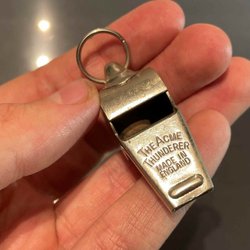 THE ACME
THUNDERER
MADE IN
ENGLAND